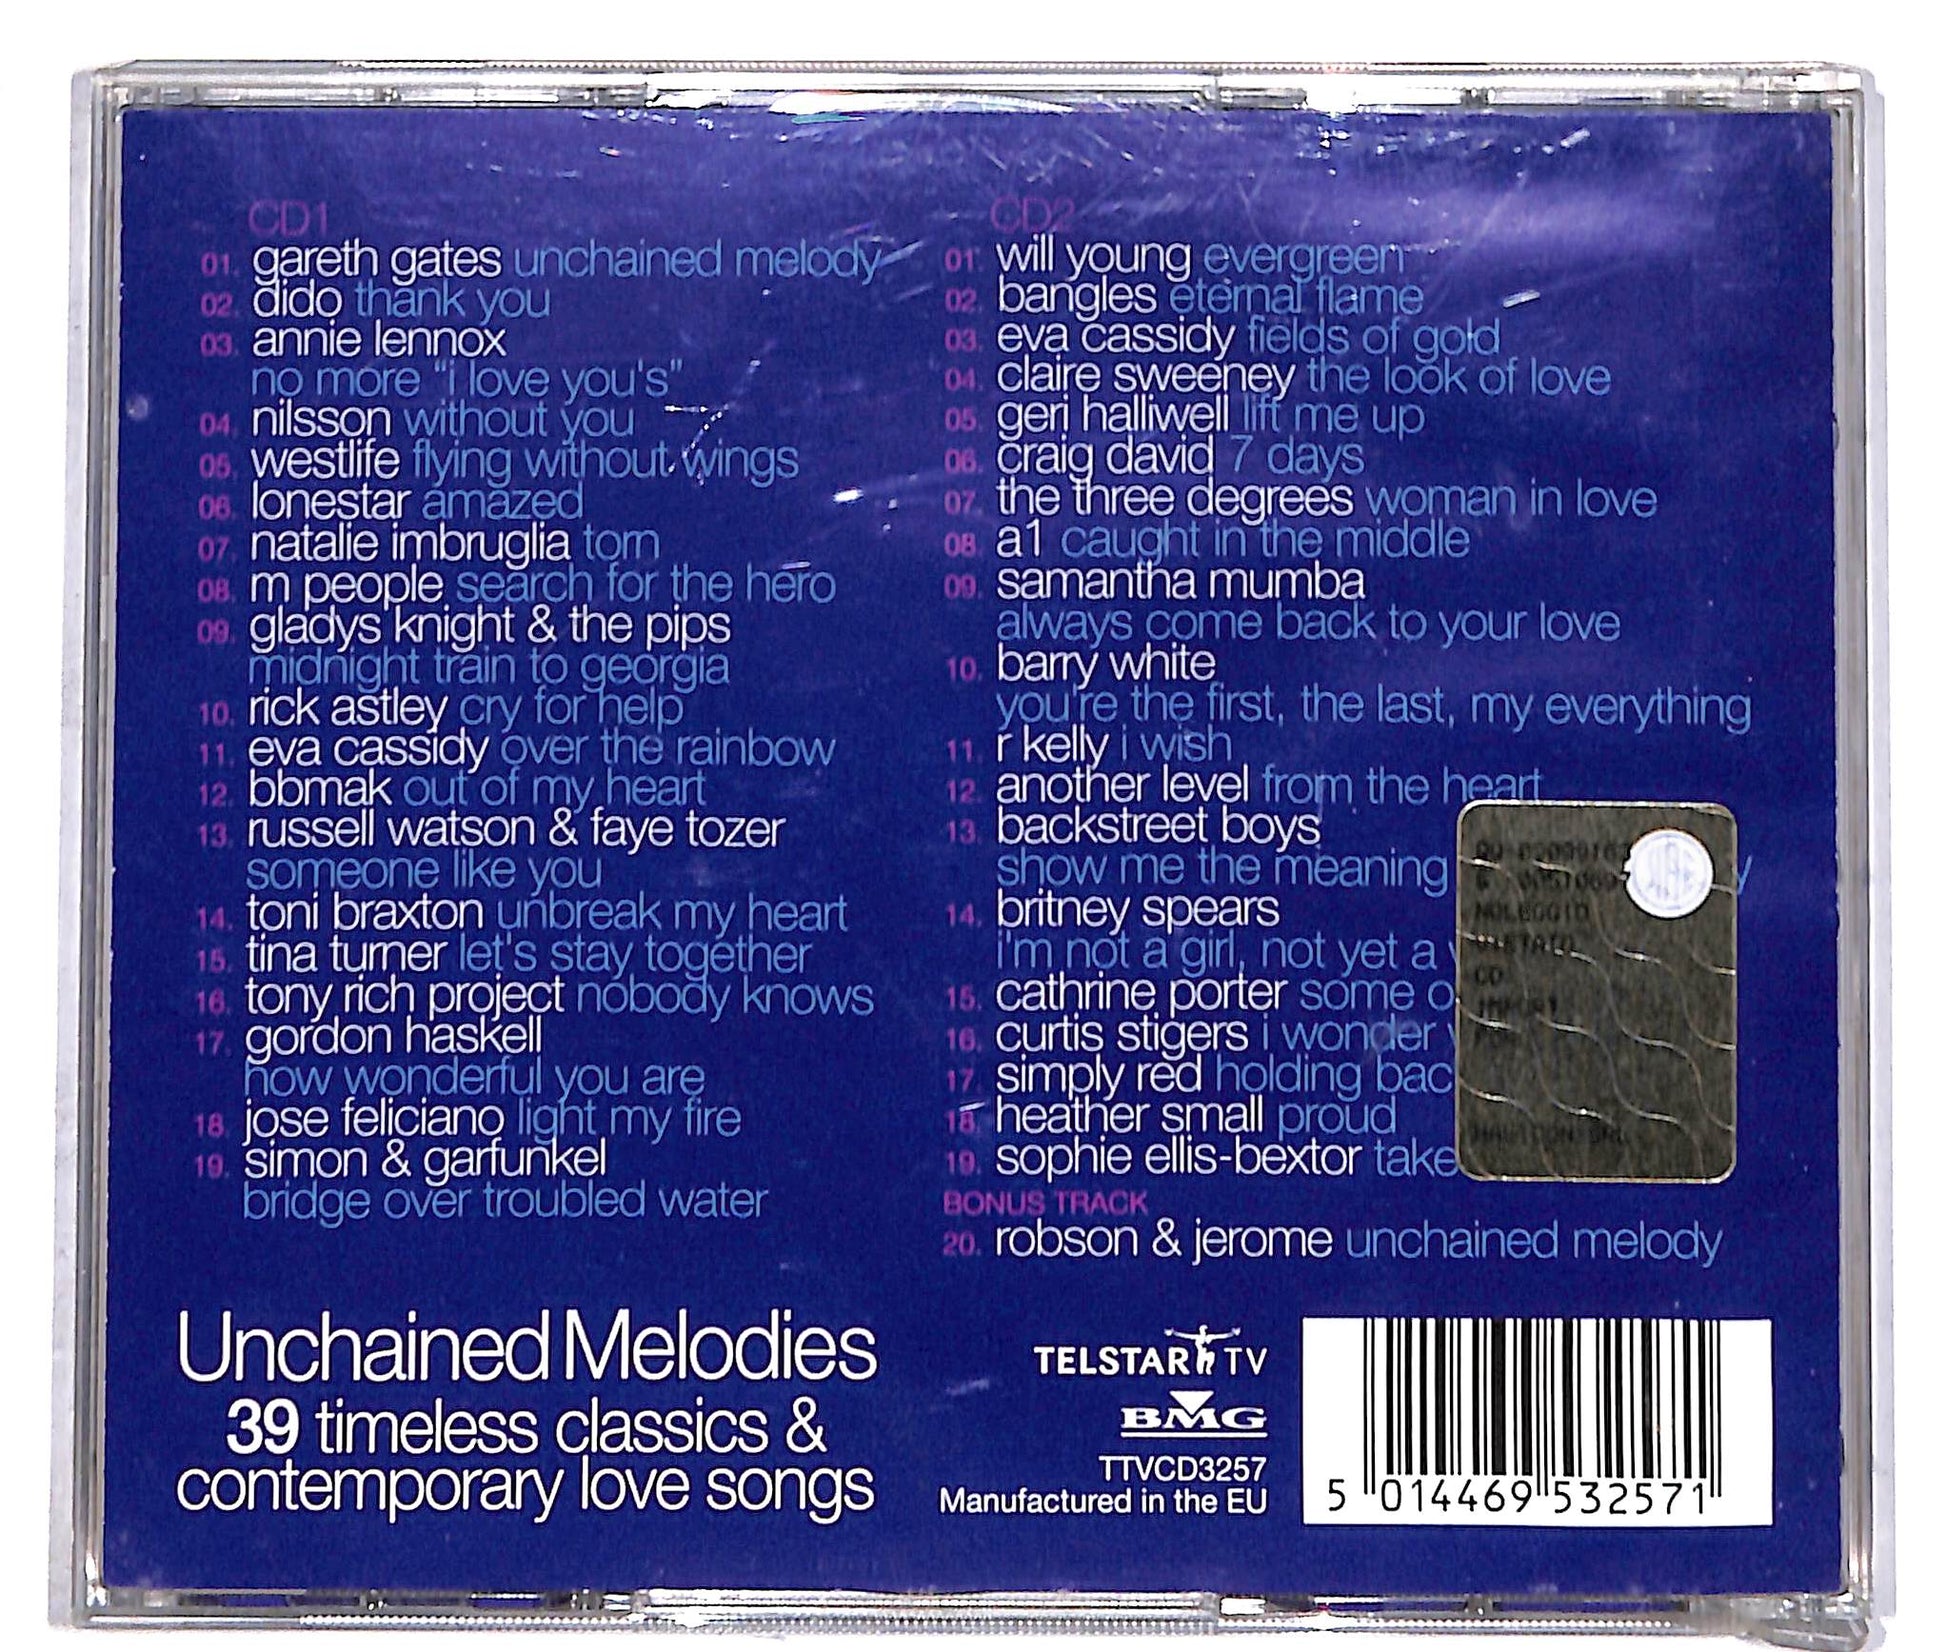 CD1
01. gareth gates unchained melody
02. dido thank you
03. annie lennox
no more "i love you's"
04. nilsson without you
05. westlife flying without wings
06. lonestar amazed
07. natalie imbruglia torn
08. m people search for the hero
09. gladys knight & the pips
midnight train to georgia
10. rick astley cry for help
11. eva cassidy over the rainbow
12. bbmak out of my heart
13. russell watson & faye tozer
someone like you
14. toni braxton unbreak my heart
15. tina turner let's stay together
16. tony rich project nobody knows
17. gordon haskell
how wonderful you are
18. jose feliciano light my fire
19. simon & garfunkel
bridge over troubled water
CD2
01. will young evergreen
02. bangles eternal flame
03. eva cassidy fields of gold
04. claire sweeney the look of love
05. geri halliwell lift me up
06. craig david 7 days
07. the three degrees woman in love
08. a1 caught in the middle
09. samantha mumba
always come back to your love
10. barry white
you're the first, the last, my everything
11. r kelly i wish
12. another level from the heart
13. backstreet boys
show me the meaning
14. britney spears
i'm not a girl, not yet a
15. cathrine porter some o
16. curtis stigers i wonder
17. simply red holding bac
18. heather small proud
19. sophie ellis-bextor take
BONUS TRACK
20. robson & jerome unchained melody
NOLEGGIO
VIETATO
CD
Unchained Melodies
39 timeless classics &
contemporary love songs
TELSTAR TV
BMG
TTVCD3257
Manufactured in the EU
5 014469 532571